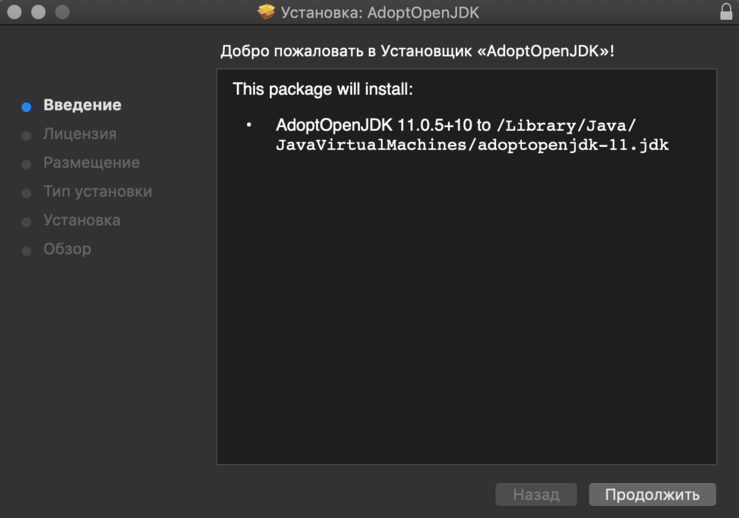 Установка: AdoptOpenJDK
Добро пожаловать в Установщик «AdoptOpenJDK»!
Введение
Лицензия
Размещение
Тип установки
Установка
Обзор
This package will install:
• AdoptOpenJDK 11.0.5+10 to /Library/Java/
JavaVirtualMachines/adoptopenjdk-11.jdk
Назад
Продолжить